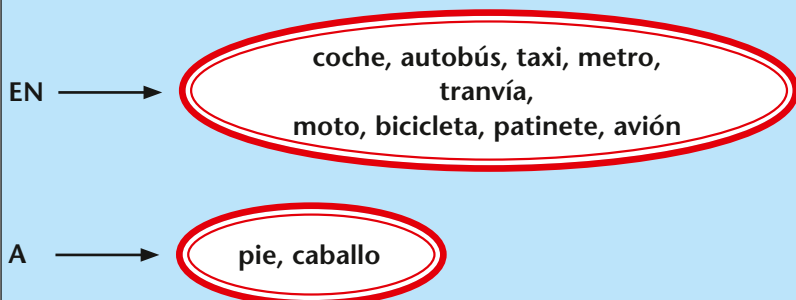 EN
coche, autobús, taxi, metro,
tranvía,
moto, bicicleta, patinete, avión
A
pie, caballo